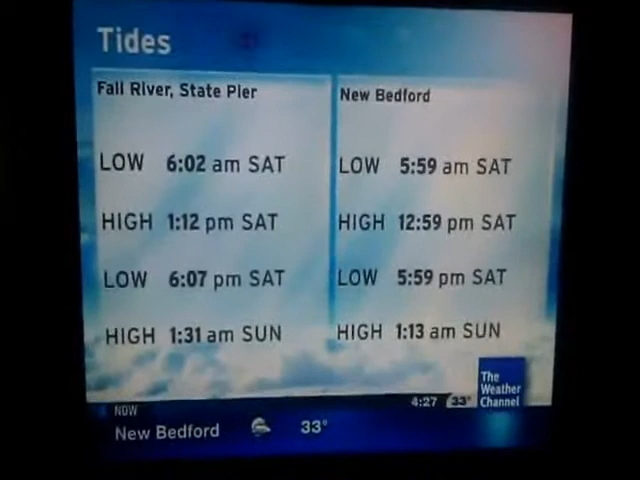 Tides
Fall River, State Pier
LOW 6:02 am SAT
HIGH 1:12 pm SAT
LOW 6:07 pm SAT
HIGH 1:31 am SUN
New Bedford
LOW 5:59 am SAT
HIGH 12:59 pm SAT
LOW 5:59 pm SAT
HIGH 1:13 am SUN
The
Weather
Channel
4:27 33°
NOW
New Bedford 33°